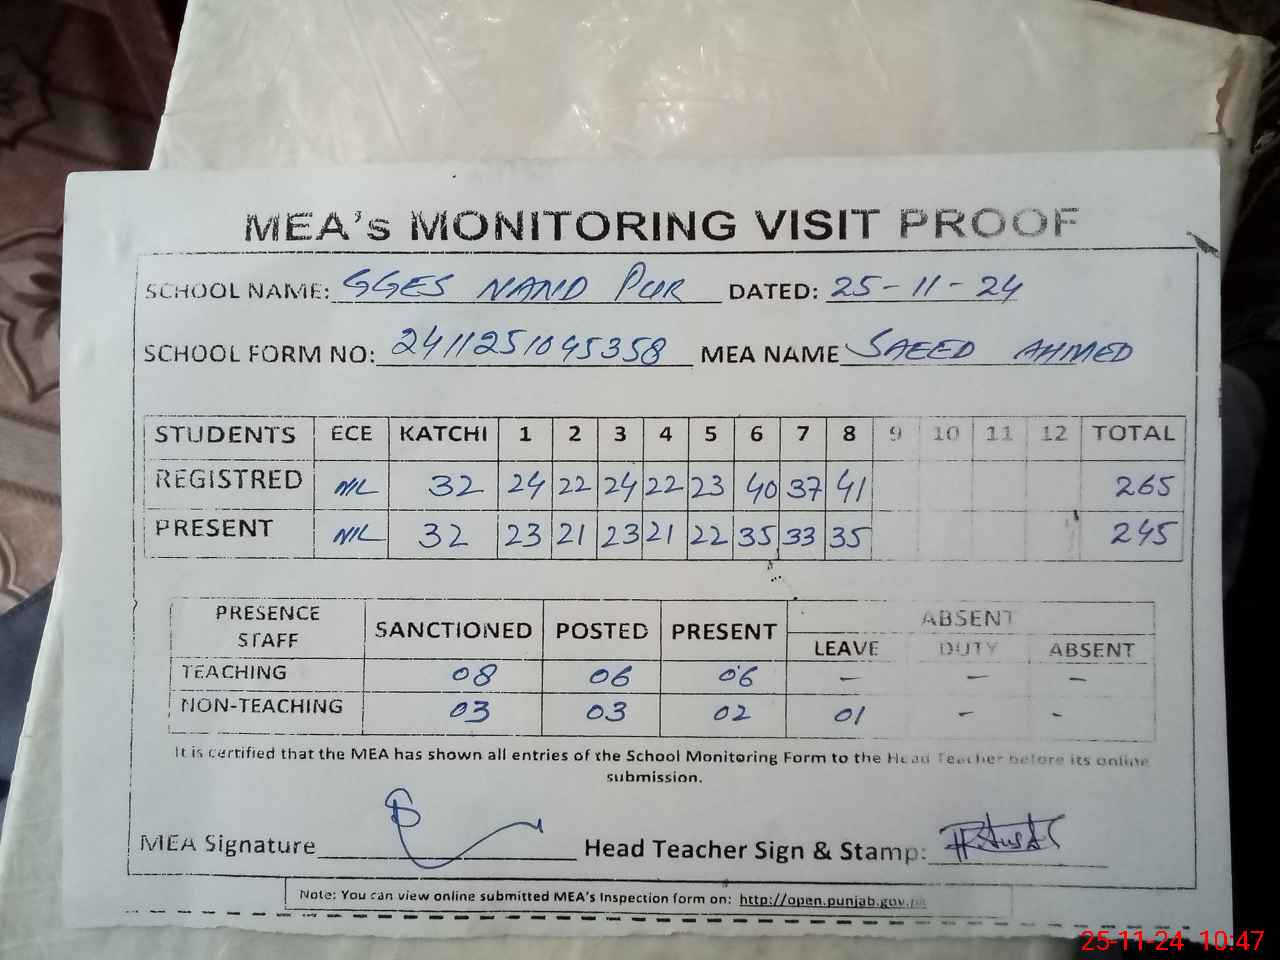 MEA's MONITORING VISIT PROOF
SCHOOL NAME: GGES NAND PUR DATED: 25-11-24
SCHOOL FORM NO: 2411251045358 MEA NAME SAEED AHMED
STUDENTS ECE KATCHI 1 2 3 4 5 6 7 8 9 10 11 12 TOTAL
REGISTRED NIL 32 24 22 24 22 23 40 37 41 265
PRESENT NIL 32 23 21 23 21 22 35 33 35 245
PRESENCE STAFF SANCTIONED POSTED PRESENT ABSENT
LEAVE DUTY ABSENT
TEACHING 08 06 06 - - -
NON-TEACHING 03 03 02 01 - -
It is certified that the MEA has shown all entries of the School Monitoring Form to the Head Teacher before its online
submission.
MEA Signature Head Teacher Sign & Stamp:
Note: You can view online submitted MEA's Inspection form on: http://open.punjab.gov.pk
25-11-24 10:47